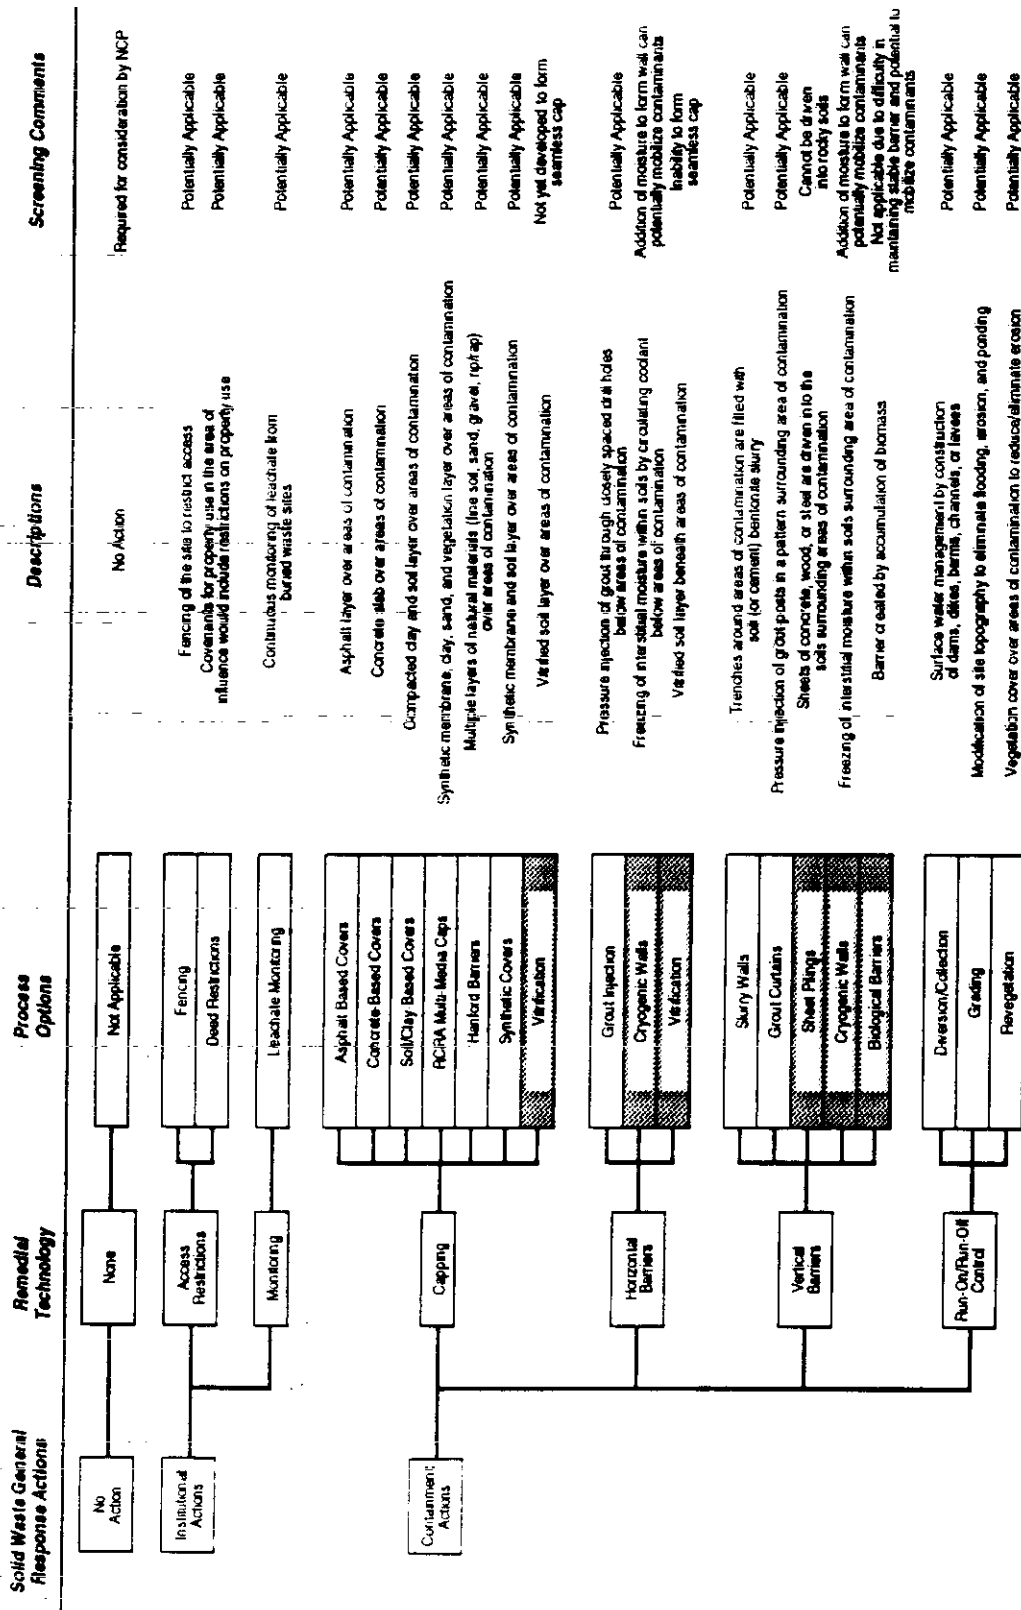 Solid Waste General
Response Actions
Remedial
Technology
Process
Options
Descriptions
Screening Comments
No
Action
None
Not Applicable
No Action
Required for consideration by NCP
Institutional
Actions
Access
Restrictions
Fencing
Fencing of the site to restrict access
Potentially Applicable
Deed Restrictions
Covenants for property use in the area of
influence would include restrictions on property use
Potentially Applicable
Monitoring
Leachate Monitoring
Continuous monitoring of leachate from
buried waste sites
Potentially Applicable
Containment
Actions
Capping
Asphalt Based Covers
Asphalt layer over areas of contamination
Potentially Applicable
Concrete-Based Covers
Concrete slab over areas of contamination
Potentially Applicable
Soil/Clay Based Covers
Compacted clay and soil layer over areas of contamination
Potentially Applicable
RCRA Multi-Media Caps
Synthetic membrane, clay, sand, and vegetation layer over areas of contamination
Potentially Applicable
Hanford Barriers
Multiple layers of natural materials (fine soil, sand, gravel, rip/rap)
over areas of contamination
Potentially Applicable
Synthetic Covers
Synthetic membrane and soil layer over areas of contamination
Potentially Applicable
Vitrification
Vitrified soil layer over areas of contamination
Not yet developed to form
seamless cap
Horizontal
Barriers
Grout Injection
Pressure injection of grout through closely spaced drill holes
below areas of contamination
Potentially Applicable
Cryogenic Walls
Freezing of interstitial moisture within soils by circulating coolant
below areas of contamination
Addition of moisture to form wall can
potentially mobilize contaminants
Vitrification
Vitrified soil layer beneath areas of contamination
Inability to form
seamless cap
Vertical
Barriers
Slurry Walls
Trenches around areas of contamination are filled with
soil (or cement) bentonite slurry
Potentially Applicable
Grout Curtains
Pressure injection of grout posts in a pattern surrounding area of contamination
Potentially Applicable
Sheet Pilings
Sheets of concrete, wood, or steel are driven into the
soils surrounding areas of contamination
Cannot be driven
into rocky soils
Cryogenic Walls
Freezing of interstitial moisture within soils surrounding area of contamination
Addition of moisture to form wall can
potentially mobilize contaminants
Biological Barriers
Barrier created by accumulation of biomass
Not applicable due to difficulty in
maintaining stable barrier and potential to
mobilize contaminants
Run-On/Run-Off
Control
Diversion/Collection
Surface water management by construction
of dams, dikes, berms, channels, or levees
Potentially Applicable
Grading
Modification of site topography to eliminate flooding, erosion, and ponding
Potentially Applicable
Revegetation
Vegetation cover over areas of contamination to reduce/eliminate erosion
Potentially Applicable